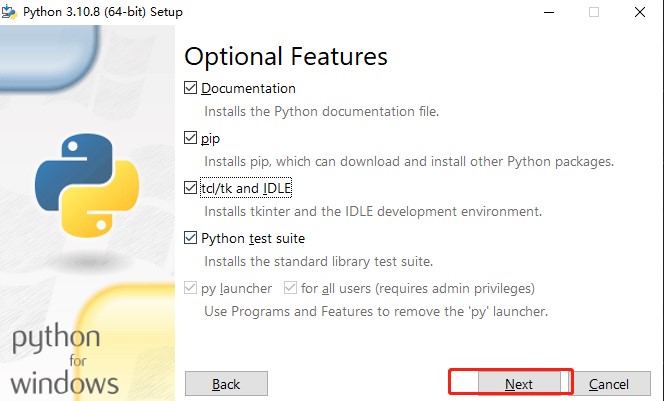 Python 3.10.8 (64-bit) Setup
Optional Features
Documentation
Installs the Python documentation file.
pip
Installs pip, which can download and install other Python packages.
tcl/tk and IDLE
Installs tkinter and the IDLE development environment.
Python test suite
Installs the standard library test suite.
py launcher for all users (requires admin privileges)
Use Programs and Features to remove the 'py' launcher.
python
for
windows
Back Next Cancel